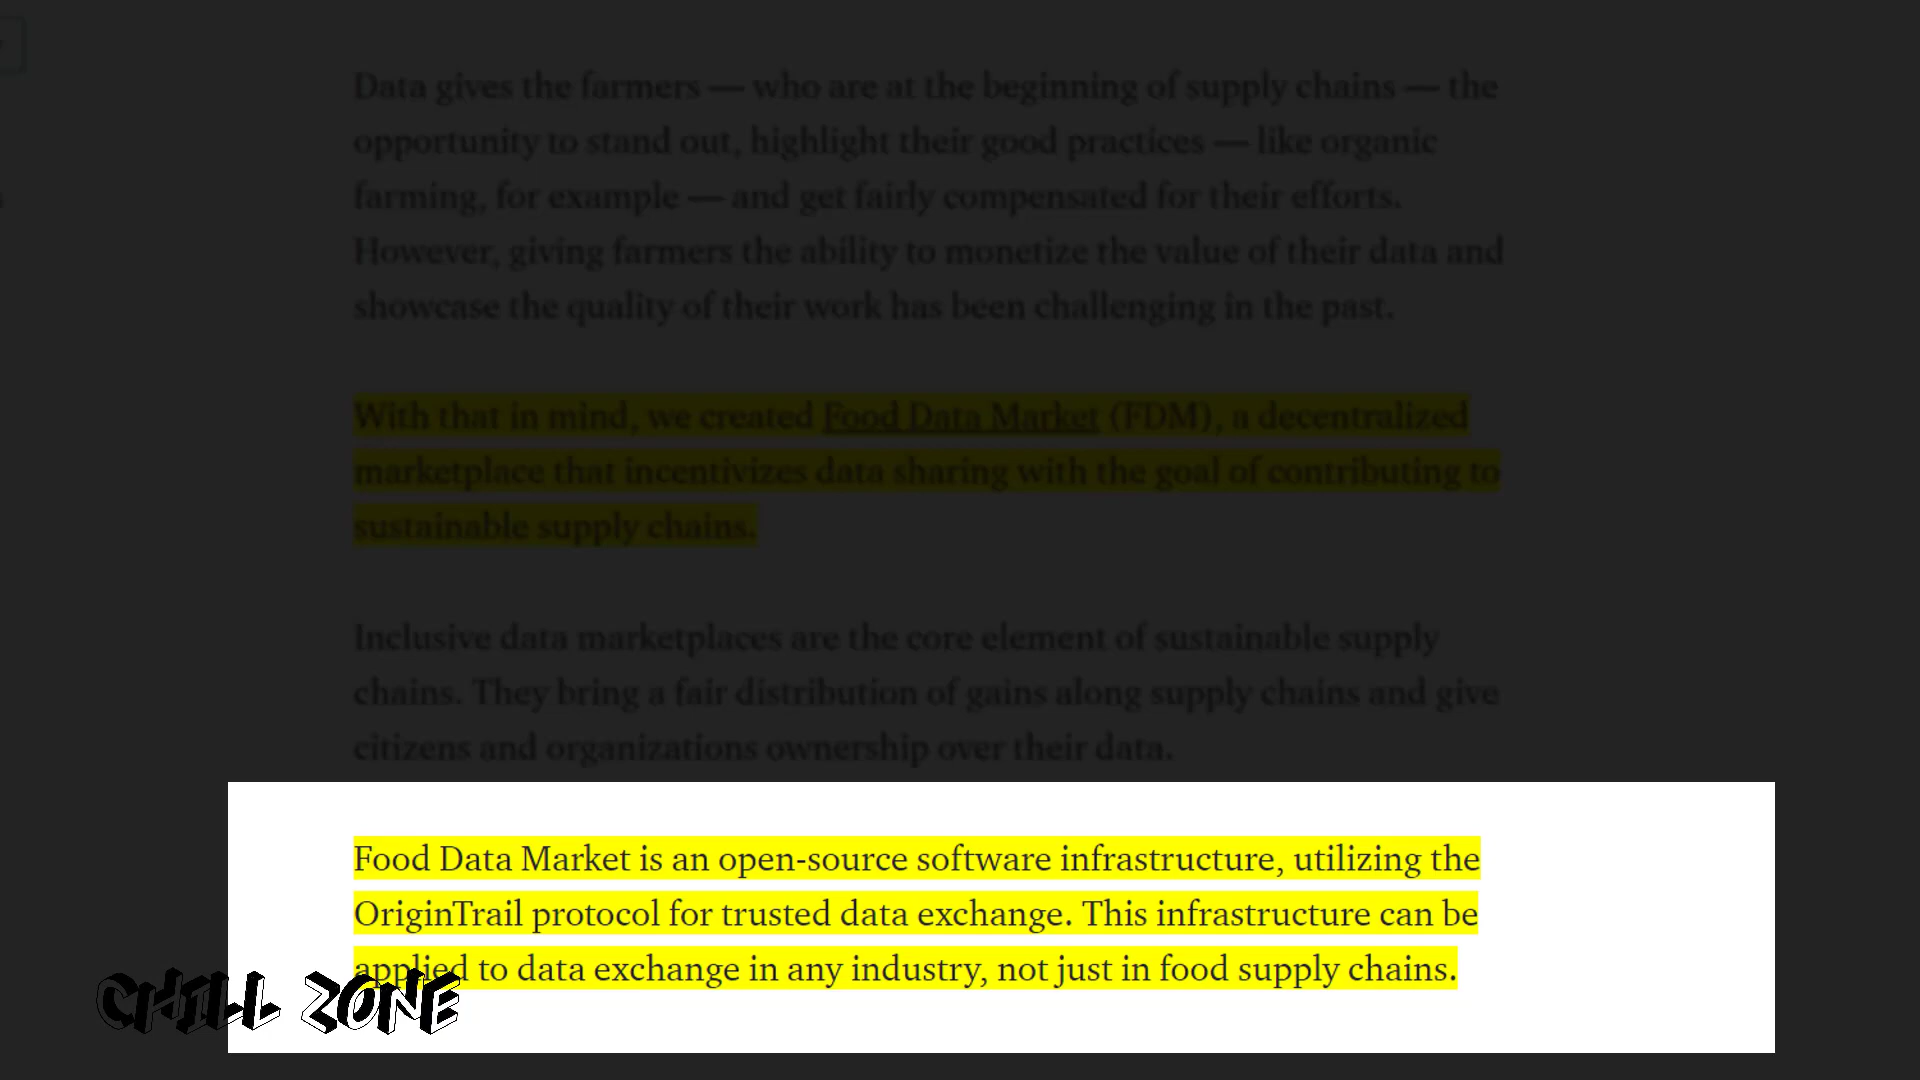 Data gives the farmers — who are at the beginning of supply chains — the
opportunity to stand out, highlight their good practices — like organic
farming, for example — and get fairly compensated for their efforts.
However, giving farmers the ability to monetize the value of their data and
showcase the quality of their work has been challenging in the past.
With that in mind, we created Food Data Market (FDM), a decentralized
marketplace that incentivizes data sharing with the goal of contributing to
sustainable supply chains.
Inclusive data marketplaces are the core element of sustainable supply
chains. They bring a fair distribution of gains along supply chains and give
citizens and organizations ownership over their data.
Food Data Market is an open-source software infrastructure, utilizing the
OriginTrail protocol for trusted data exchange. This infrastructure can be
applied to data exchange in any industry, not just in food supply chains.
CHILL ZONE